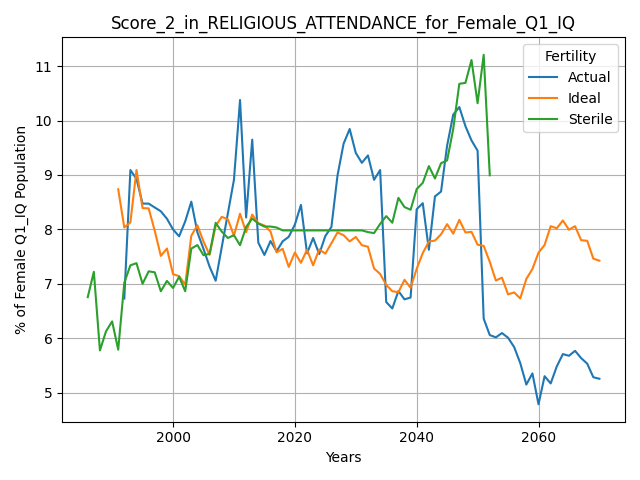 Score_2_in_RELIGIOUS_ATTENDANCE_for_Female_Q1_IQ
Fertility
Actual
Ideal
Sterile
% of Female Q1_IQ Population
11
10
9
8
7
6
5
2000 2020 2040 2060
Years